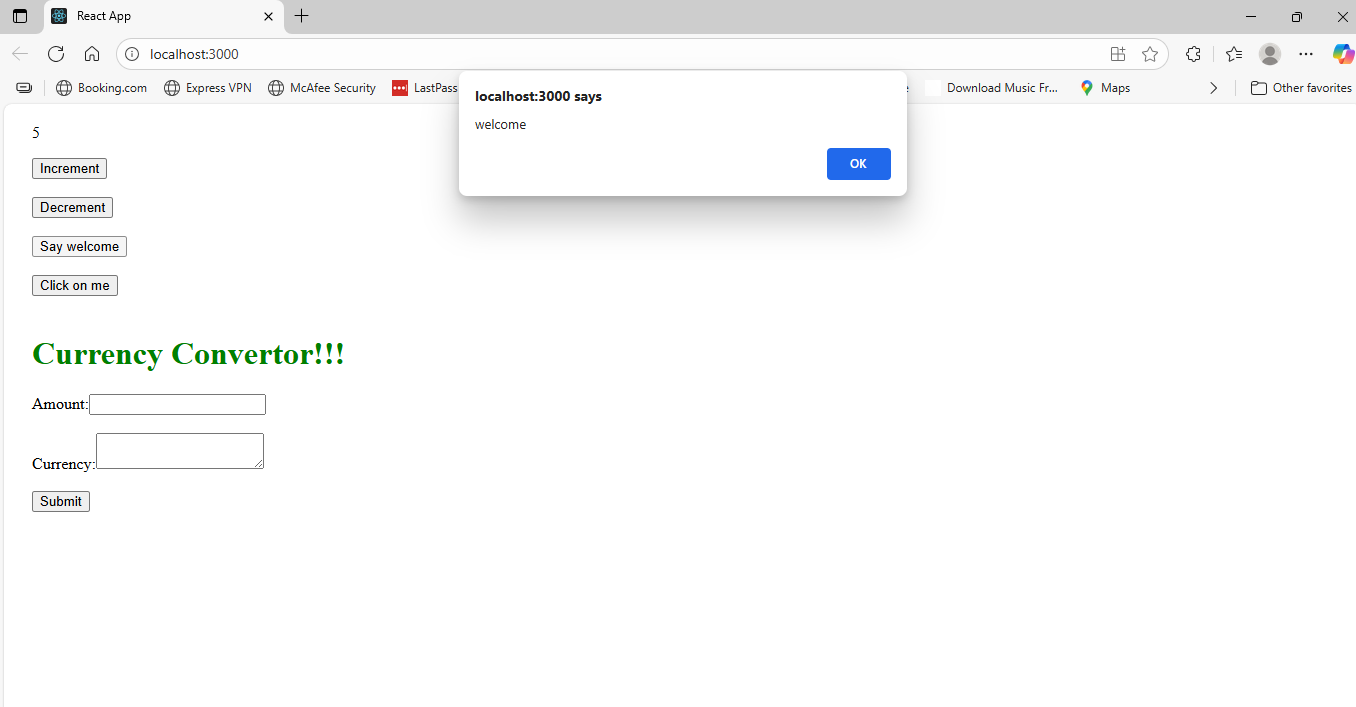 React App
localhost:3000
Booking.com Express VPN McAfee Security LastPass Download Music Fr... Maps Other favorites
localhost:3000 says
welcome
OK
5
Increment
Decrement
Say welcome
Click on me
Currency Convertor!!!
Amount:
Currency:
Submit